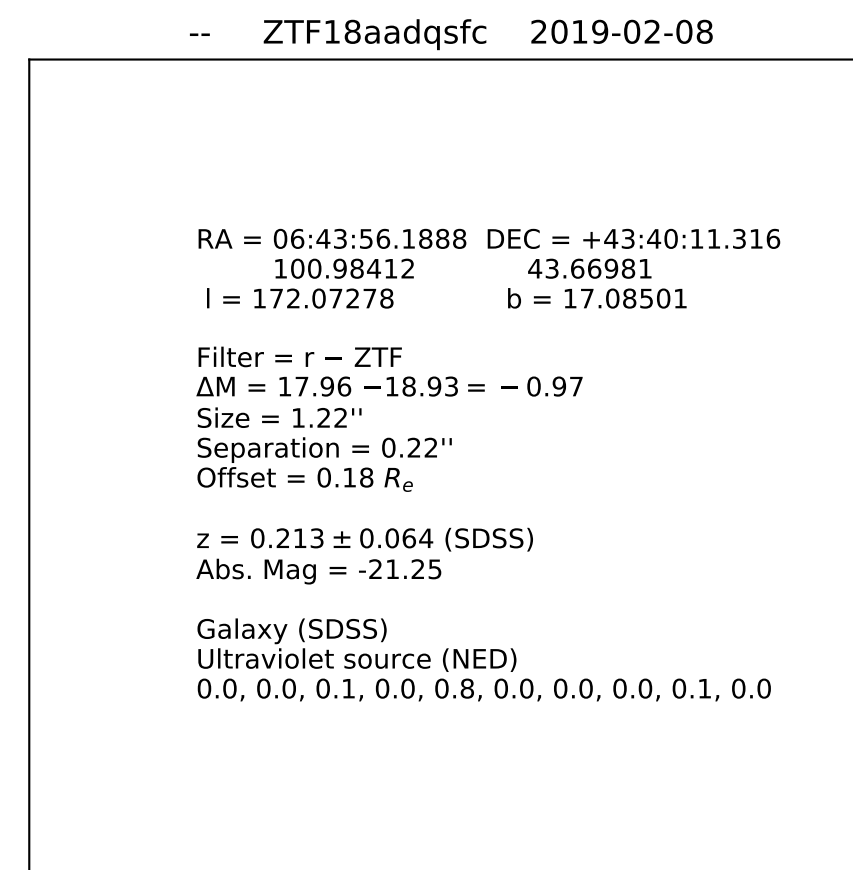 -- ZTF18aadqsfc 2019-02-08
RA = 06:43:56.1888 DEC = +43:40:11.316
100.98412 43.66981
l = 172.07278 b = 17.08501
Filter = r − ZTF
ΔM = 17.96 −18.93 = − 0.97
Size = 1.22''
Separation = 0.22''
Offset = 0.18 Rₑ
z = 0.213 ± 0.064 (SDSS)
Abs. Mag = -21.25
Galaxy (SDSS)
Ultraviolet source (NED)
0.0, 0.0, 0.1, 0.0, 0.8, 0.0, 0.0, 0.0, 0.1, 0.0